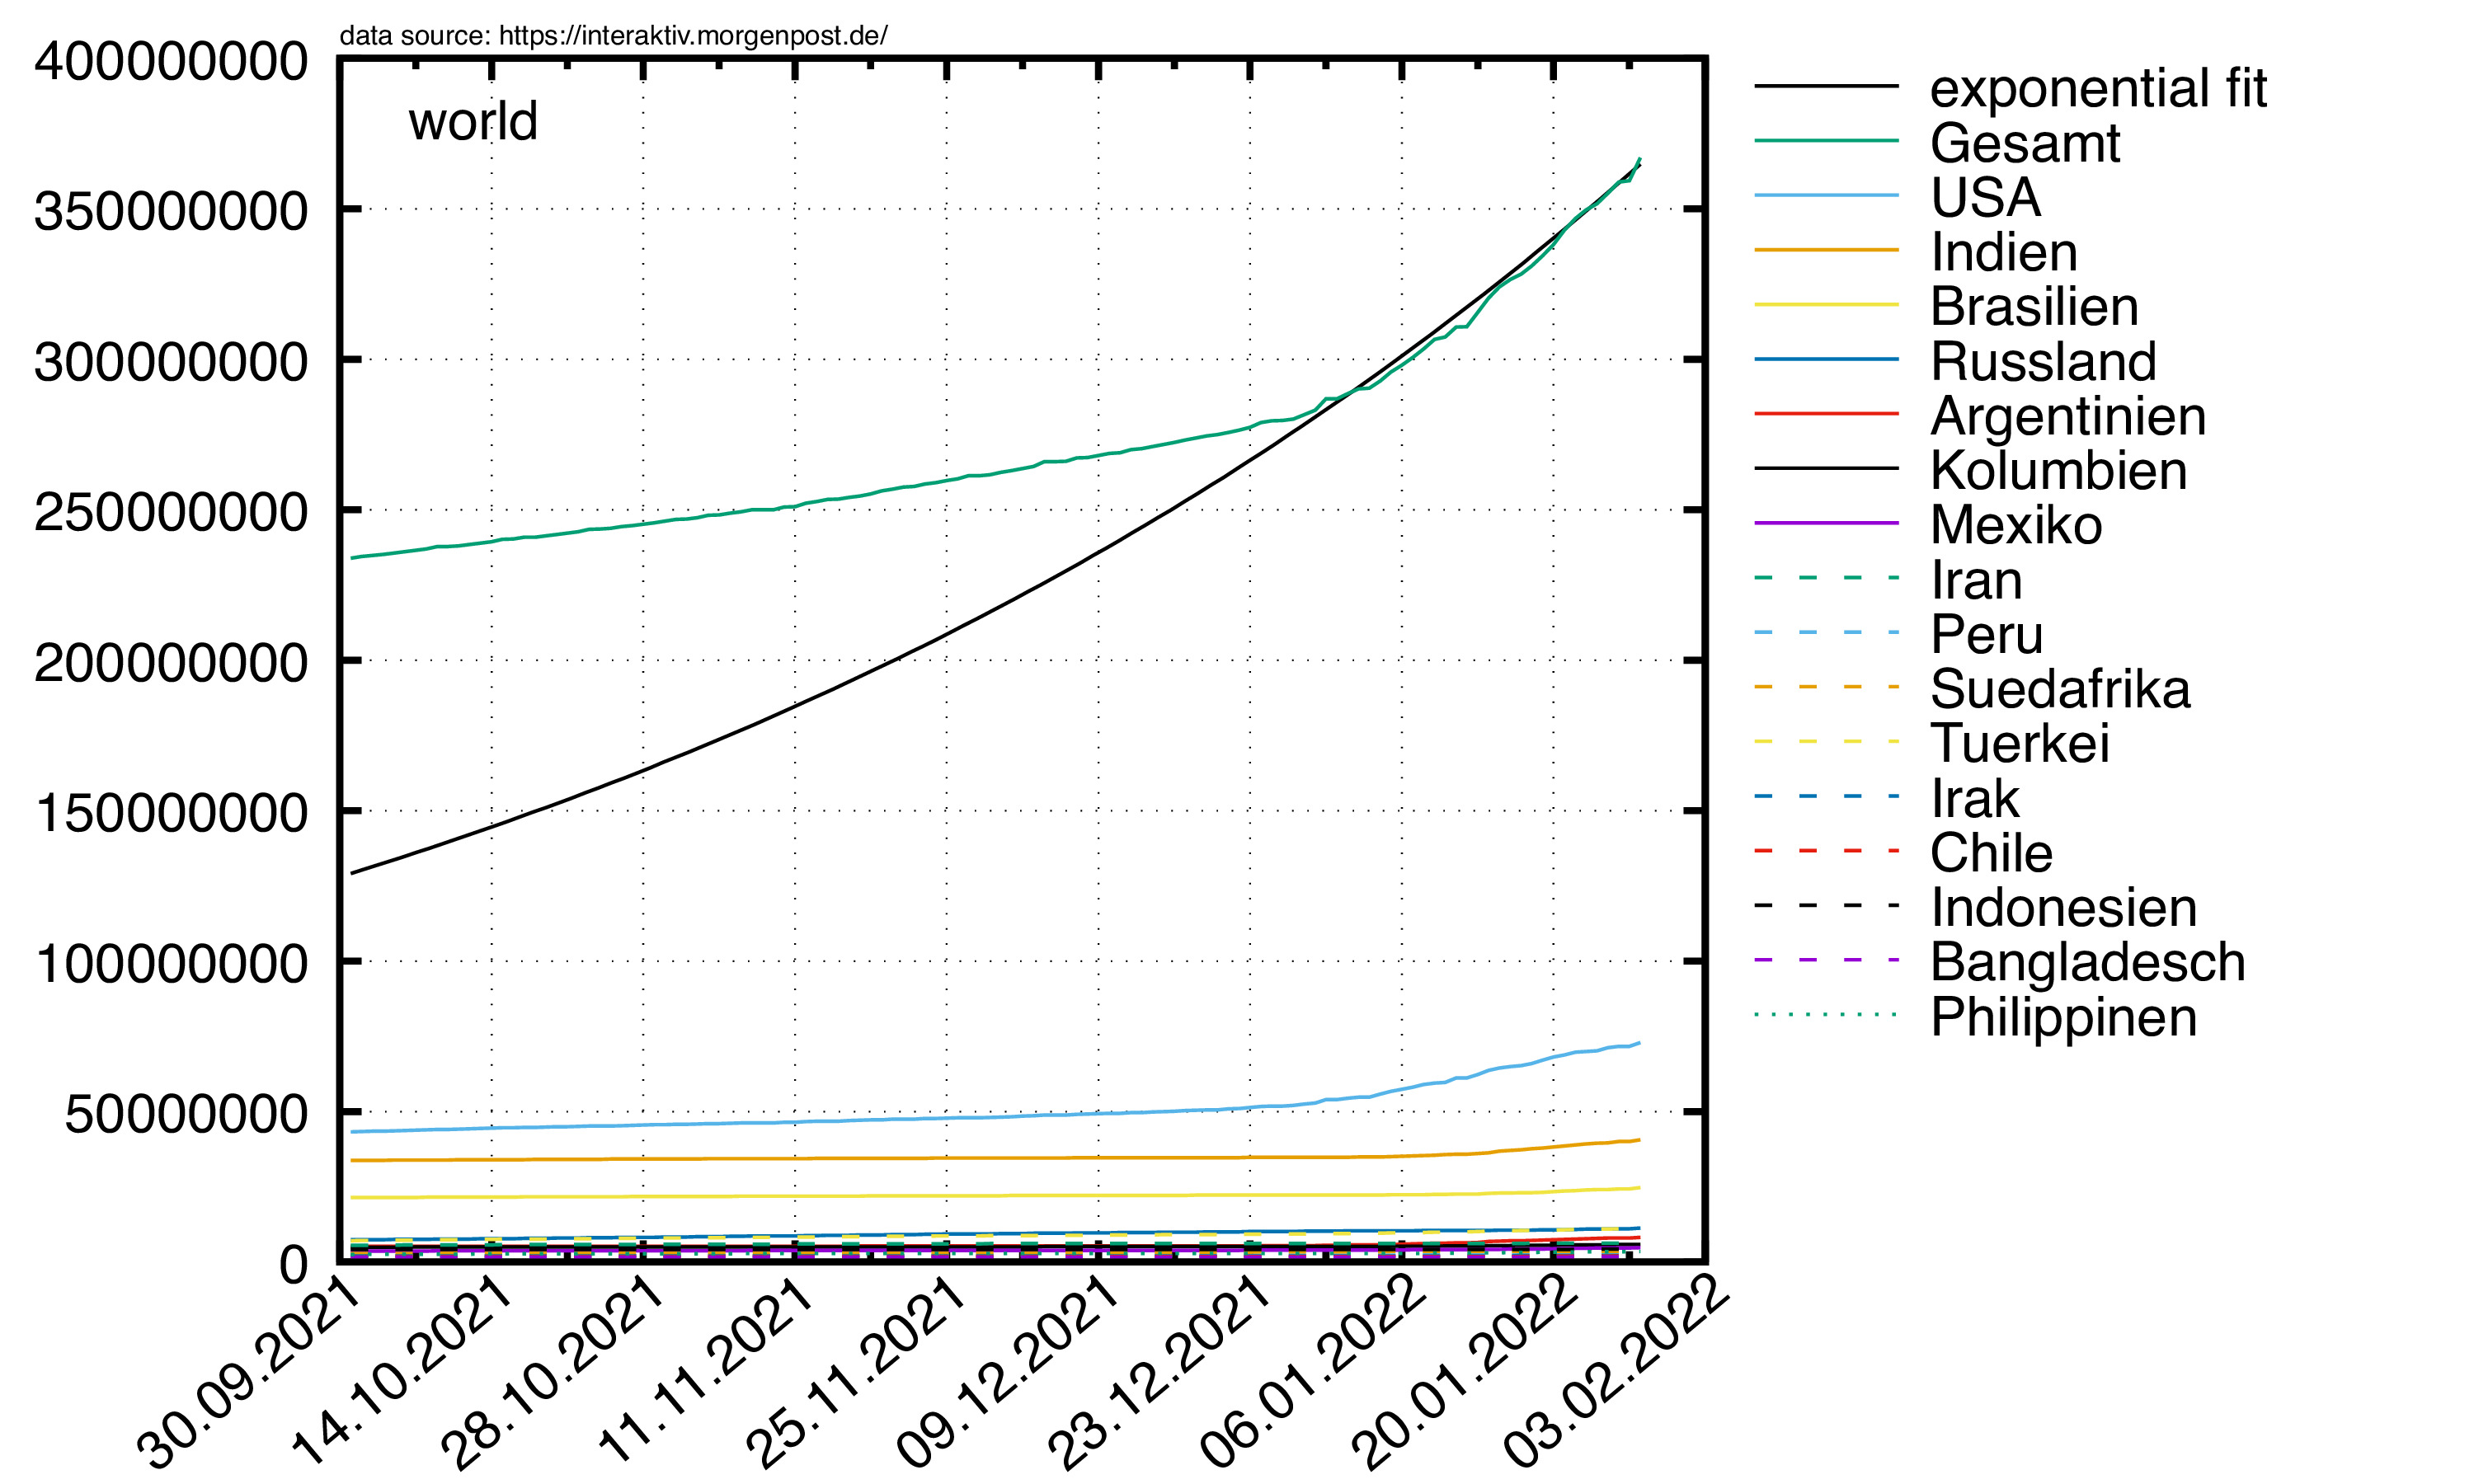 data source: https://interaktiv.morgenpost.de/
world
400000000
350000000
300000000
250000000
200000000
150000000
100000000
50000000
0
30.09.2021
14.10.2021
28.10.2021
11.11.2021
25.11.2021
09.12.2021
23.12.2021
06.01.2022
20.01.2022
03.02.2022
exponential fit
Gesamt
USA
Indien
Brasilien
Russland
Argentinien
Kolumbien
Mexiko
Iran
Peru
Suedafrika
Tuerkei
Irak
Chile
Indonesien
Bangladesch
Philippinen